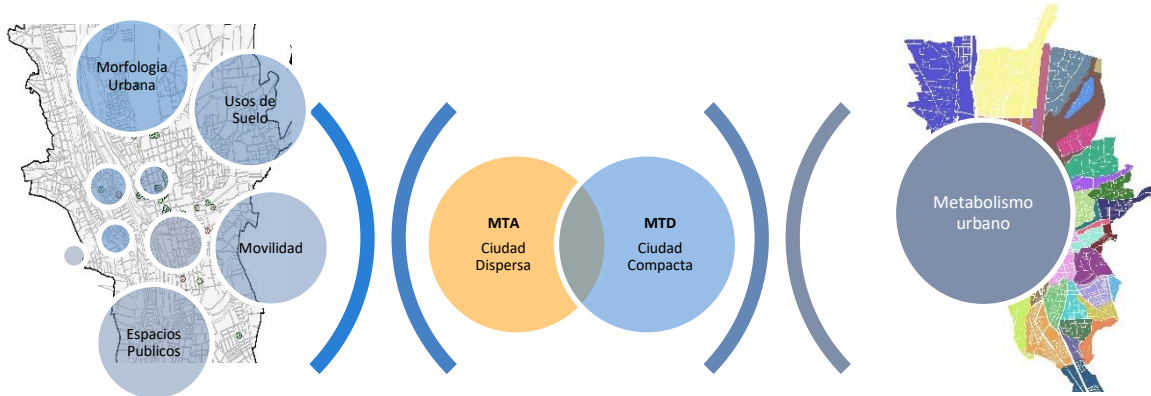 Morfologia
Urbana
Usos de
Suelo
Movilidad
Espacios
Publicos
MTA
Ciudad
Dispersa
MTD
Ciudad
Compacta
Metabolismo
urbano